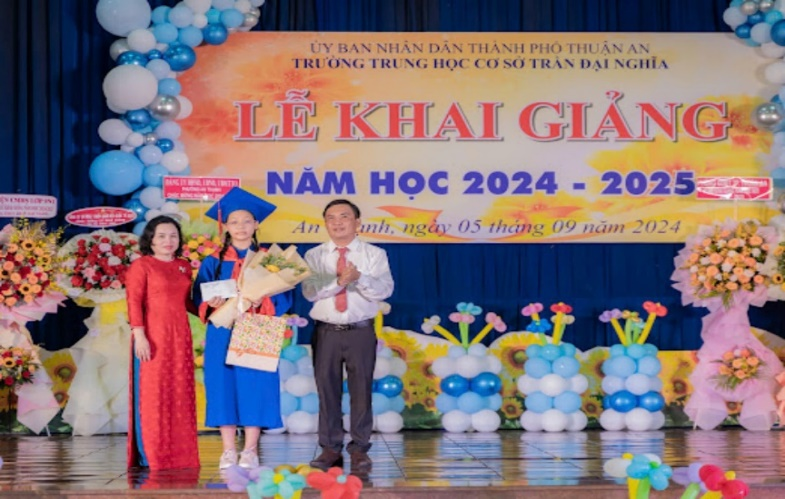 ỦY BAN NHÂN DÂN THÀNH PHỐ THUẬN AN
TRƯỜNG TRUNG HỌC CƠ SỞ TRẦN ĐẠI NGHĨA
LỄ KHAI GIẢNG
NĂM HỌC 2024 - 2025
An ngày 05 tháng 09 năm 2024